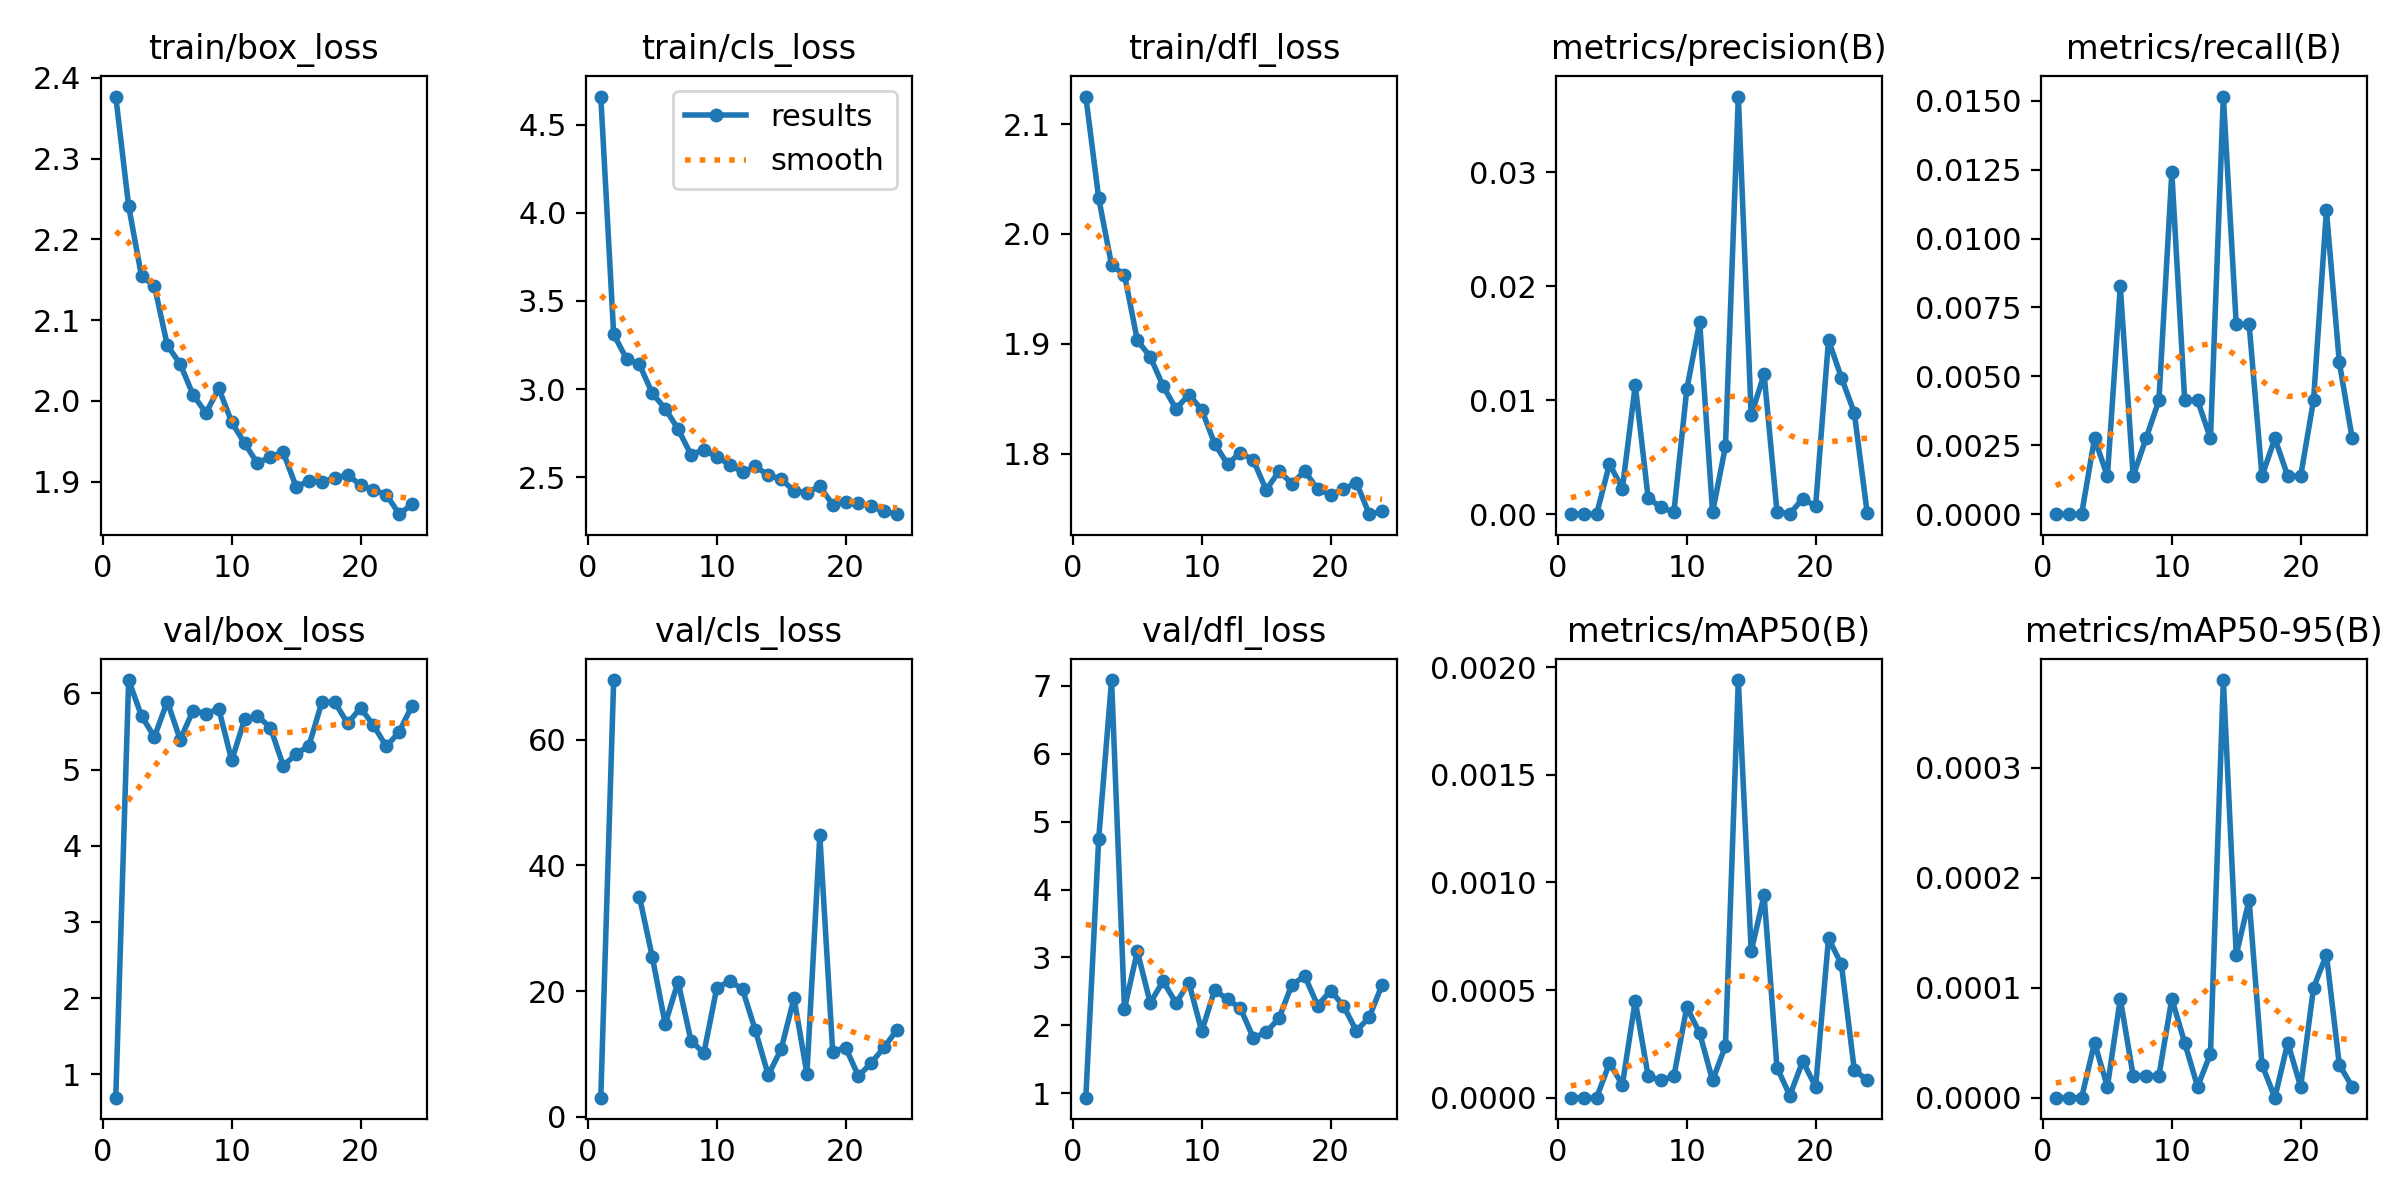 train/box_loss
2.4
2.3
2.2
2.1
2.0
1.9
0 10 20
train/cls_loss
results
smooth
4.5
4.0
3.5
3.0
2.5
0 10 20
train/dfl_loss
2.1
2.0
1.9
1.8
0 10 20
metrics/precision(B)
0.03
0.02
0.01
0.00
0 10 20
metrics/recall(B)
0.0150
0.0125
0.0100
0.0075
0.0050
0.0025
0.0000
0 10 20
val/box_loss
6
5
4
3
2
1
0 10 20
val/cls_loss
60
40
20
0
0 10 20
val/dfl_loss
7
6
5
4
3
2
1
0 10 20
metrics/mAP50(B)
0.0020
0.0015
0.0010
0.0005
0.0000
0 10 20
metrics/mAP50-95(B)
0.0003
0.0002
0.0001
0.0000
0 10 20